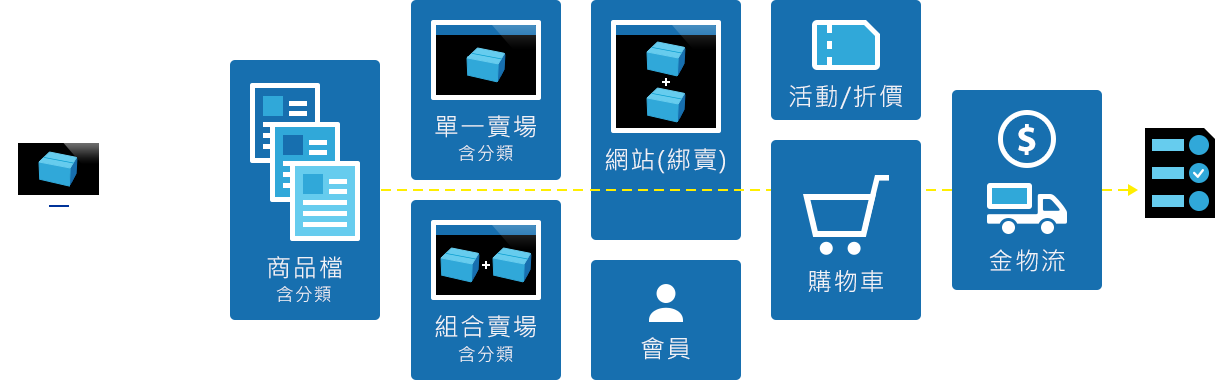 商品檔
含分類
單一賣場
含分類
組合賣場
含分類
網站(綁賣)
會員
活動/折價
購物車
金物流